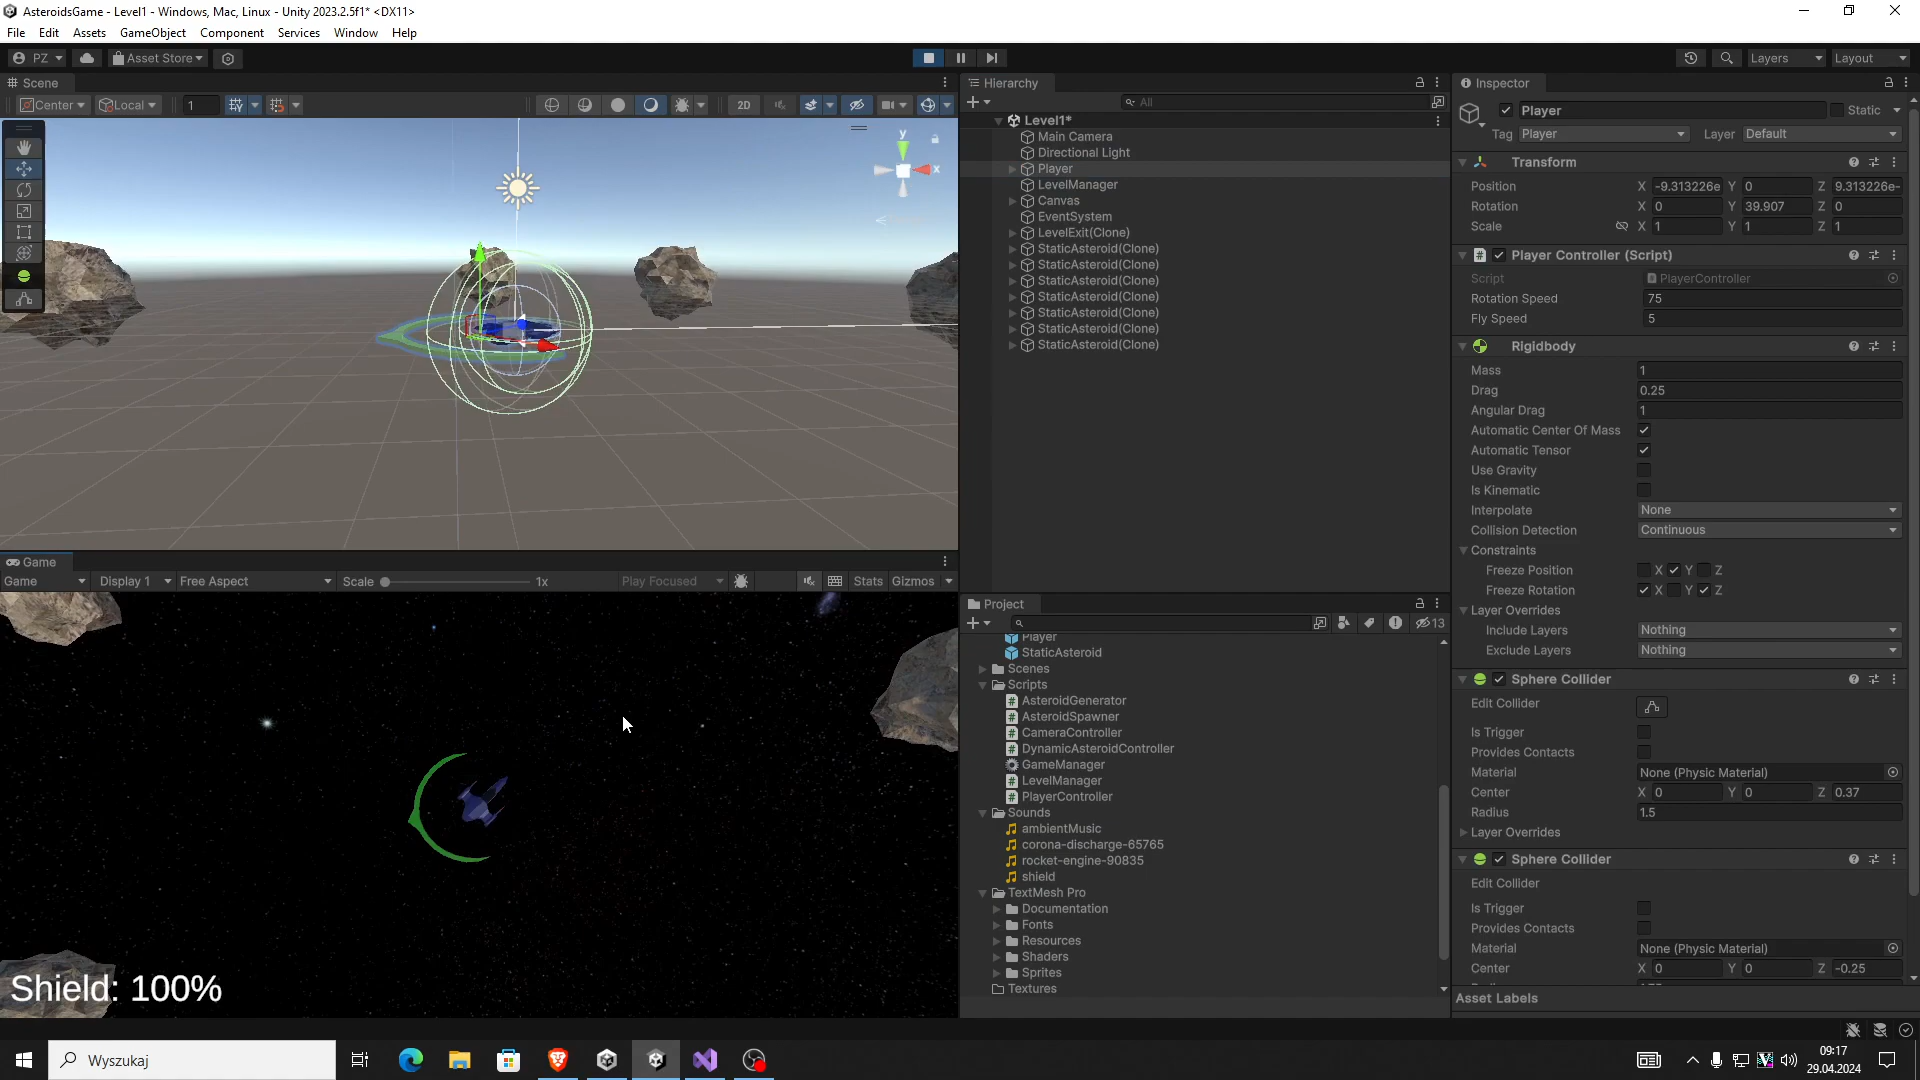 AsteroidsGame - Level1 - Windows, Mac, Linux - Unity 2023.2.5f1* <DX11>
File Edit Assets GameObject Component Services Window Help
PZ Asset Store Layers Layout
Scene
Center Local 1 2D
y
x
Hierarchy
All
Level1*
Main Camera
Directional Light
Player
LevelManager
Canvas
EventSystem
LevelExit(Clone)
StaticAsteroid(Clone)
StaticAsteroid(Clone)
StaticAsteroid(Clone)
StaticAsteroid(Clone)
StaticAsteroid(Clone)
StaticAsteroid(Clone)
StaticAsteroid(Clone)
Game
Game Display 1 Free Aspect Scale 1x Play Focused Stats Gizmos
Shield: 100%
Project
13
Player
StaticAsteroid
Scenes
Scripts
AsteroidGenerator
AsteroidSpawner
CameraController
DynamicAsteroidController
GameManager
LevelManager
PlayerController
Sounds
ambientMusic
corona-discharge-65765
rocket-engine-90835
shield
TextMesh Pro
Documentation
Fonts
Resources
Shaders
Sprites
Textures
Inspector
Player Static
Tag Player Layer Default
Transform
Position X -9.313226e Y 0 Z 9.313226e-
Rotation X 0 Y 39.907 Z 0
Scale X 1 Y 1 Z 1
Player Controller (Script)
Script PlayerController
Rotation Speed 75
Fly Speed 5
Rigidbody
Mass 1
Drag 0.25
Angular Drag 1
Automatic Center Of Mass
Automatic Tensor
Use Gravity
Is Kinematic
Interpolate None
Collision Detection Continuous
Constraints
Freeze Position X Y Z
Freeze Rotation X Y Z
Layer Overrides
Include Layers Nothing
Exclude Layers Nothing
Sphere Collider
Edit Collider
Is Trigger
Provides Contacts
Material None (Physic Material)
Center X 0 Y 0 Z 0.37
Radius 1.5
Layer Overrides
Sphere Collider
Edit Collider
Is Trigger
Provides Contacts
Material None (Physic Material)
Center X 0 Y 0 Z -0.25
Asset Labels
Wyszukaj
09:17
29.04.2024